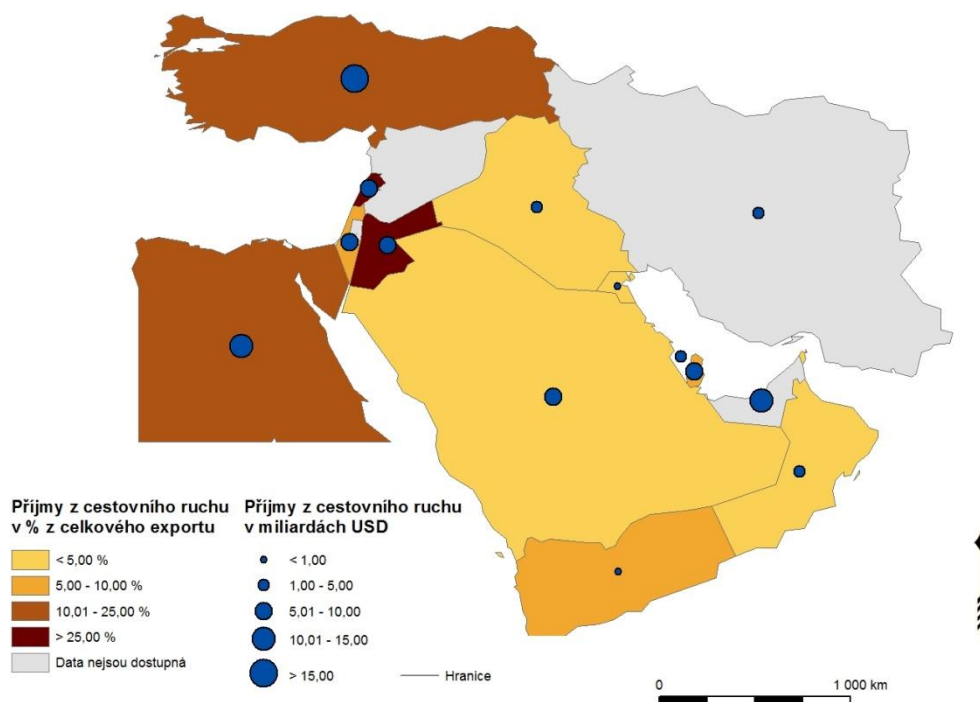 Příjmy z cestovního ruchu
v % z celkového exportu
< 5,00 %
5,00 - 10,00 %
10,01 - 25,00 %
> 25,00 %
Data nejsou dostupná
Příjmy z cestovního ruchu
v miliardách USD
< 1,00
1,00 - 5,00
5,01 - 10,00
10,01 - 15,00
> 15,00
Hranice
0 1 000 km